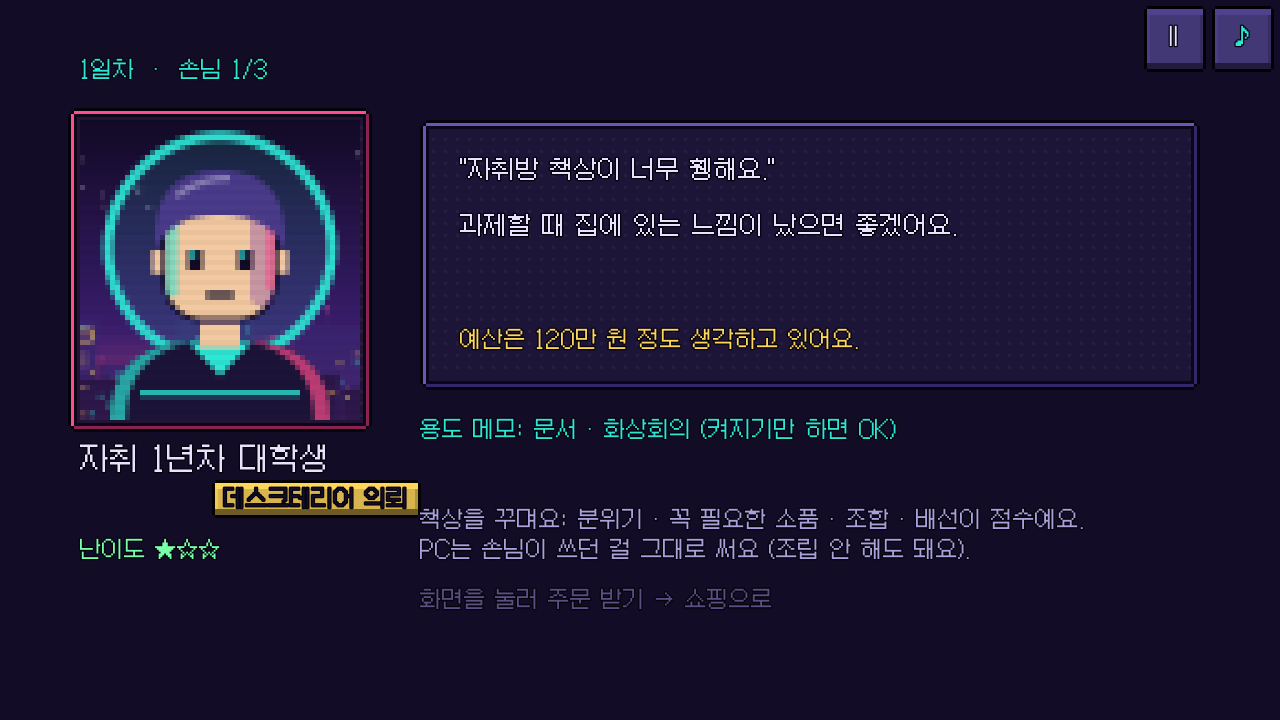 1일차 · 손님 1/3
"자취방 책상이 너무 휑해요."
과제할 때 집에 있는 느낌이 났으면 좋겠어요.
예산은 120만 원 정도 생각하고 있어요.
용도 메모: 문서 · 화상회의 (켜지기만 하면 OK)
자취 1년차 대학생
데스크테리어 의뢰
난이도 ★☆☆
책상을 꾸며요: 분위기 · 꼭 필요한 소품 · 조합 · 배선이 점수예요.
PC는 손님이 쓰던 걸 그대로 써요 (조립 안 해도 돼요).
화면을 눌러 주문 받기 → 쇼핑으로